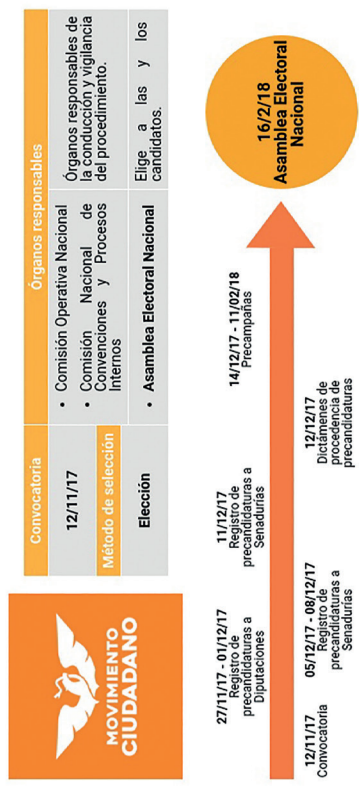 MOVIMIENTO
CIUDADANO
Convocatoria
12/11/17
Método de selección
Elección
Órganos responsables
• Comisión Operativa Nacional
• Comisión Nacional de
Convenciones y Procesos
Internos
Órganos responsables de
la conducción y vigilancia
del procedimiento.
• Asamblea Electoral Nacional
Elige a las y los
candidatos.
12/11/17
Convocatoria
27/11/17 - 01/12/17
Registro de
precandidaturas a
Diputaciones
05/12/17 - 08/12/17
Registro de
precandidaturas a
Senadurías
11/12/17
Registro de
precandidaturas a
Senadurías
12/12/17
Dictámenes de
procedencia de
precandidaturas
14/12/17 - 11/02/18
Precampañas
16/2/18
Asamblea Electoral
Nacional